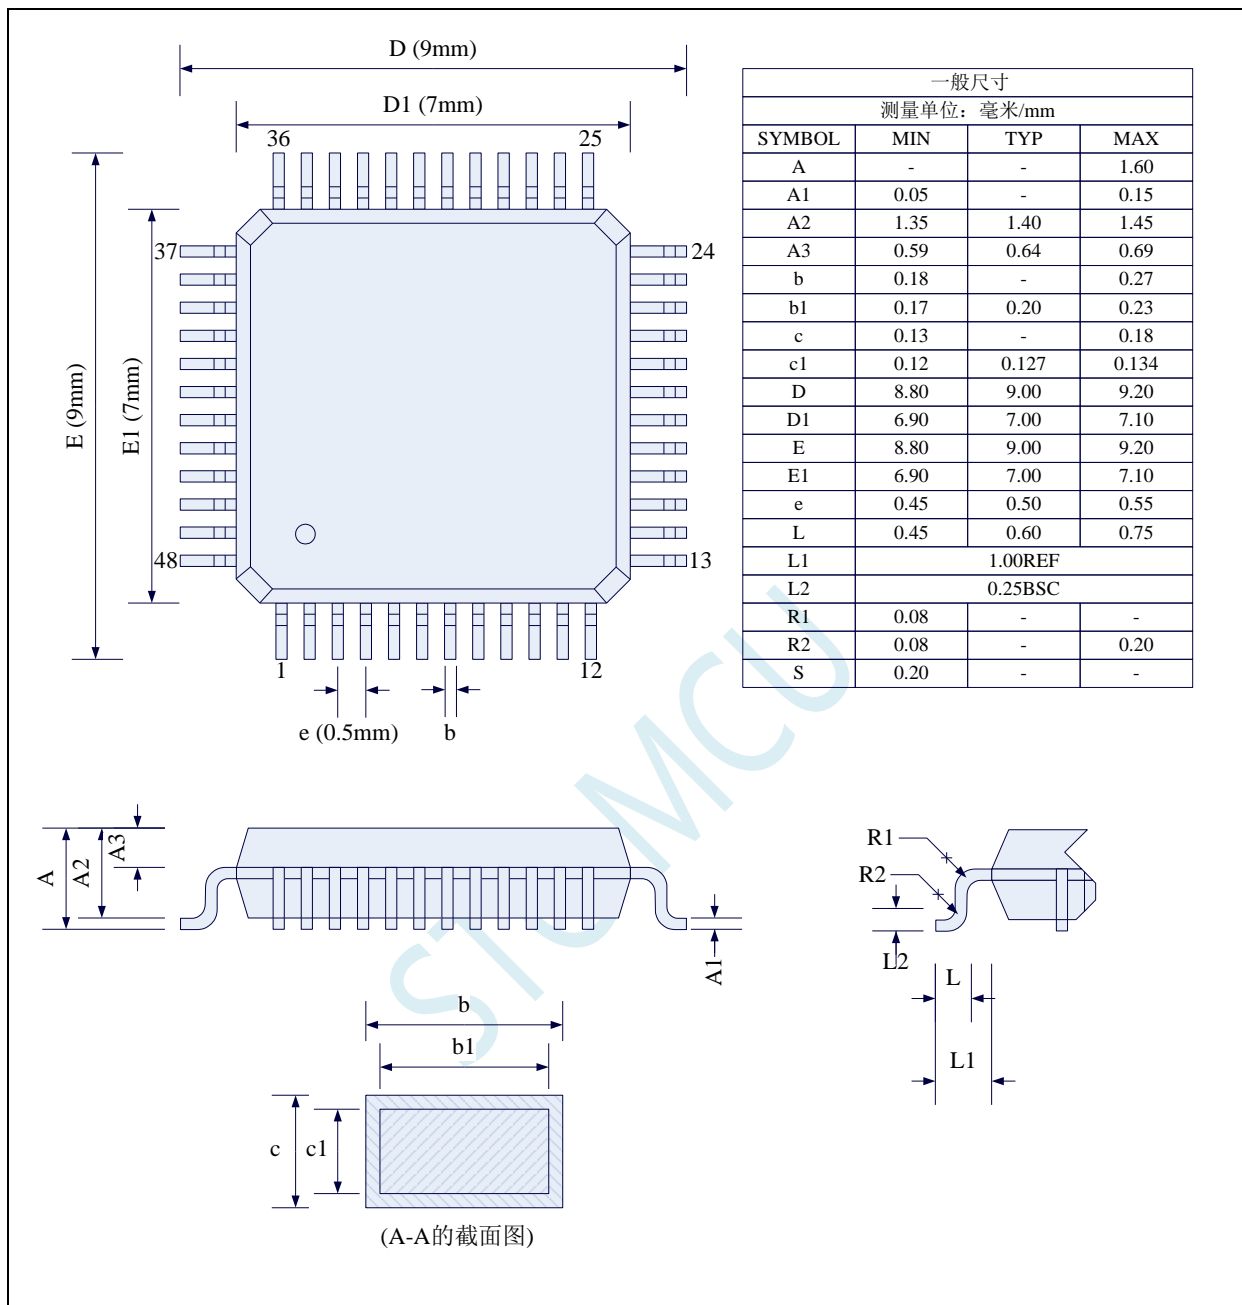 D (9mm)
D1 (7mm)
36
25
37
24
E (9mm)
E1 (7mm)
48
13
1
12
e (0.5mm)
b
一般尺寸
测量单位：毫米/mm
SYMBOL MIN TYP MAX
A - - 1.60
A1 0.05 - 0.15
A2 1.35 1.40 1.45
A3 0.59 0.64 0.69
b 0.18 - 0.27
b1 0.17 0.20 0.23
c 0.13 - 0.18
c1 0.12 0.127 0.134
D 8.80 9.00 9.20
D1 6.90 7.00 7.10
E 8.80 9.00 9.20
E1 6.90 7.00 7.10
e 0.45 0.50 0.55
L 0.45 0.60 0.75
L1 1.00REF
L2 0.25BSC
R1 0.08 - -
R2 0.08 - 0.20
S 0.20 - -
STC MCU
A
A2
A3
A1
R1
R2
L2
L
L1
b
b1
c
c1
(A-A的截面图)